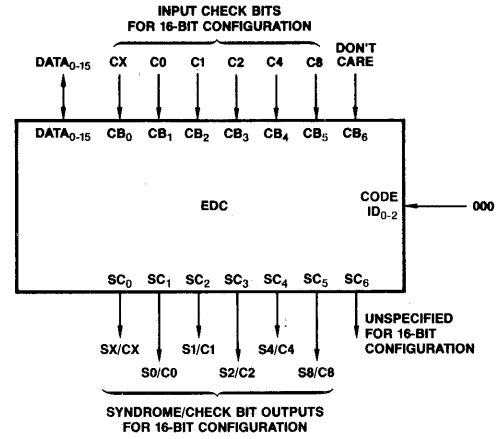 INPUT CHECK BITS
FOR 16-BIT CONFIGURATION
DATA0-15 CX C0 C1 C2 C4 C8 DON'T
CARE
DATA0-15 CB0 CB1 CB2 CB3 CB4 CB5 CB6
EDC
CODE
ID0-2
000
SC0 SC1 SC2 SC3 SC4 SC5 SC6
SX/CX S1/C1 S4/C4
S0/C0 S2/C2 S8/C8
UNSPECIFIED
FOR 16-BIT
CONFIGURATION
SYNDROME/CHECK BIT OUTPUTS
FOR 16-BIT CONFIGURATION